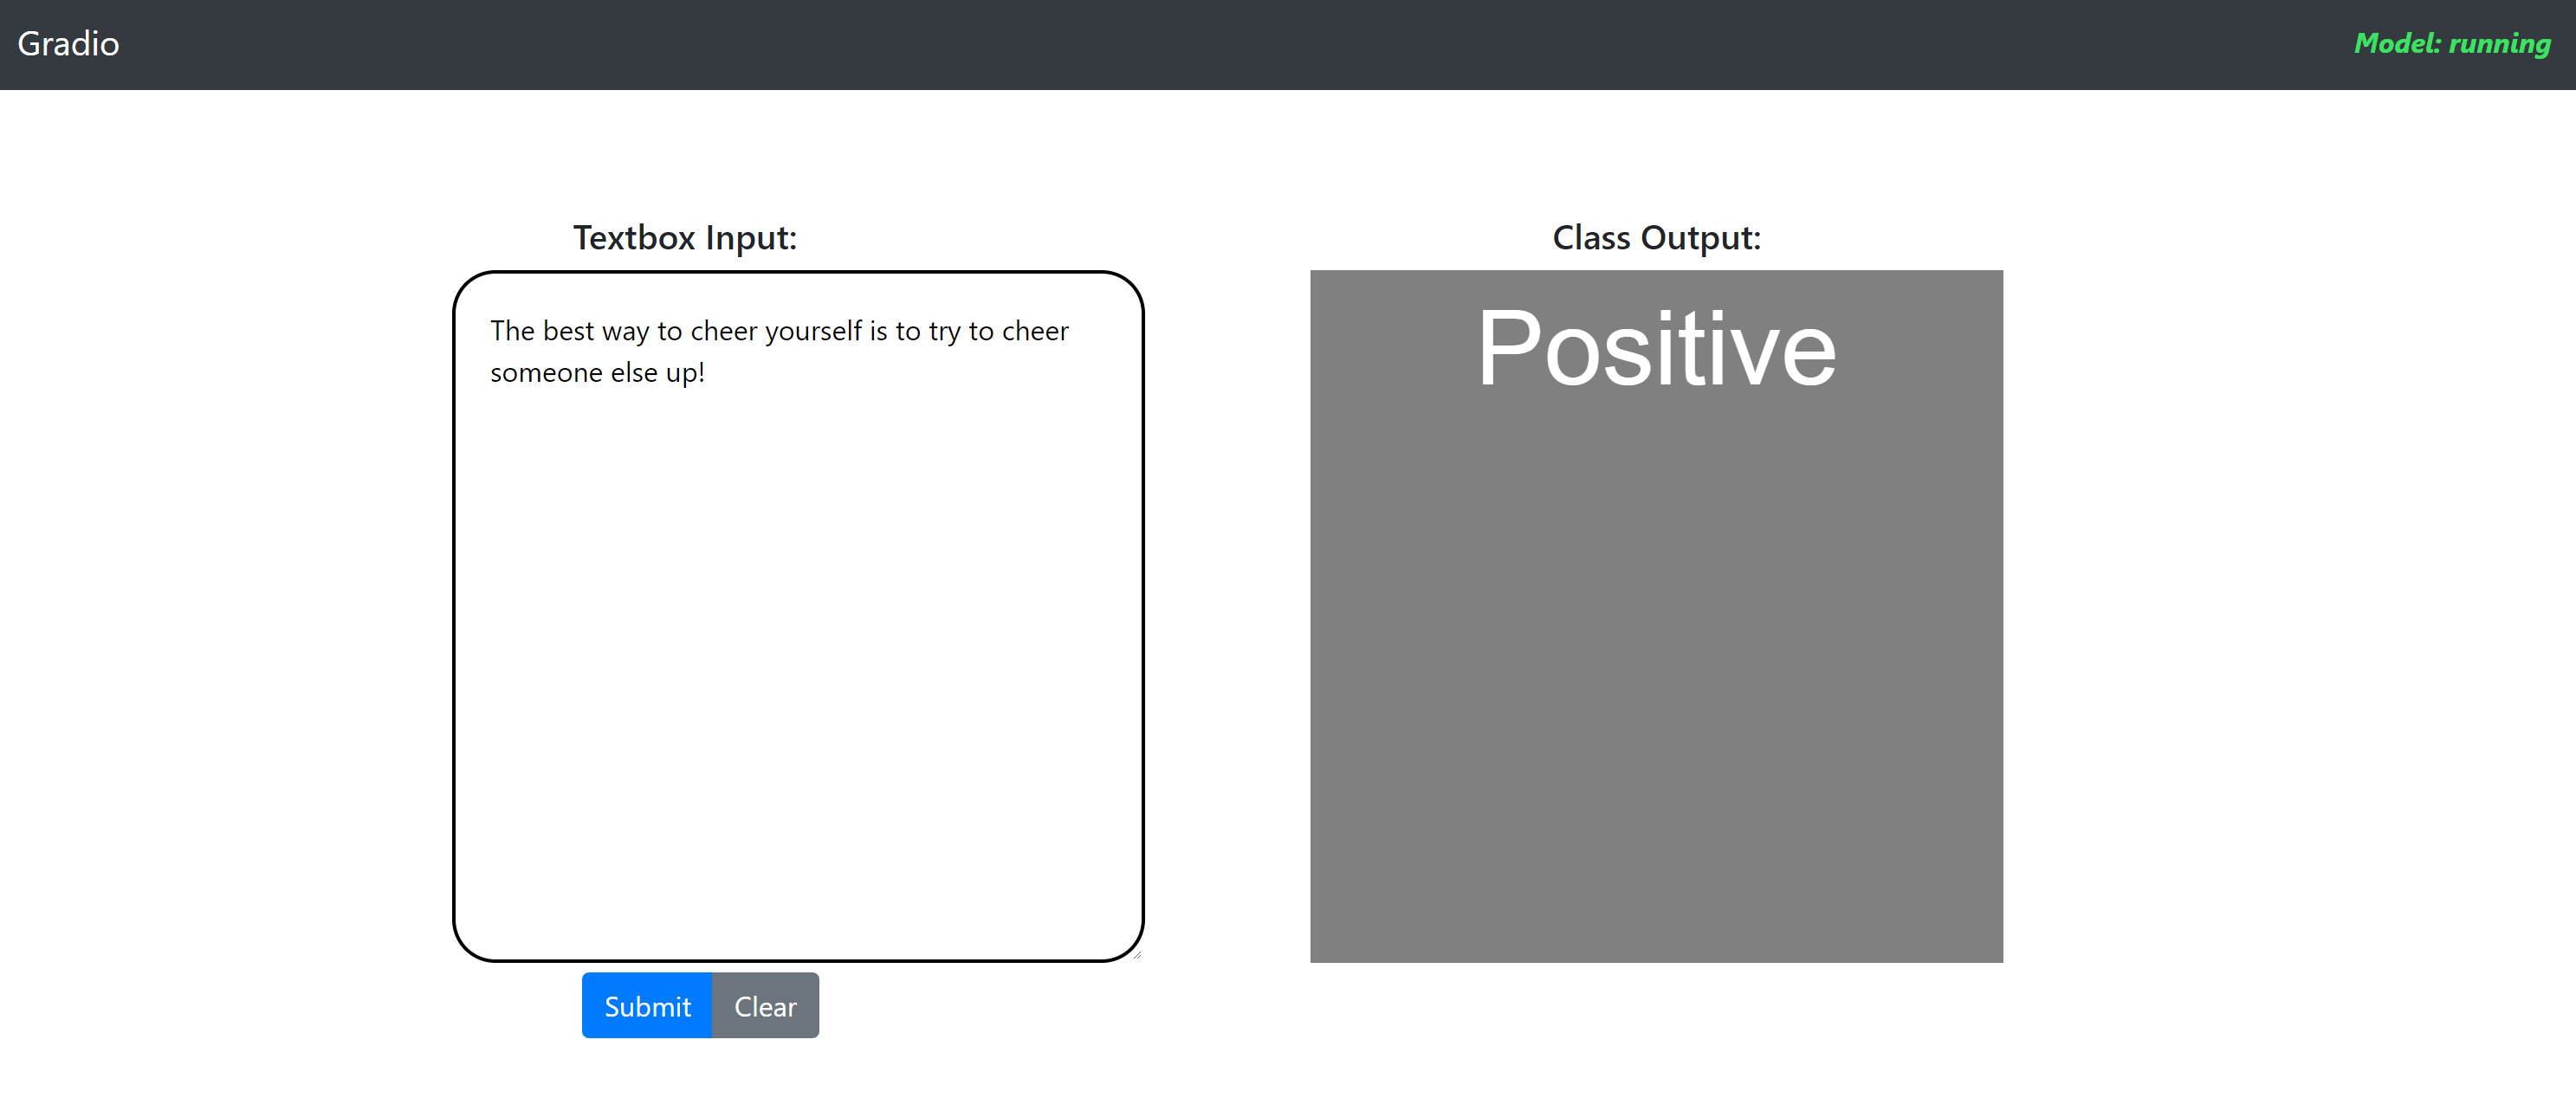 Gradio
Model: running
Textbox Input:
The best way to cheer yourself is to try to cheer
someone else up!
Submit
Clear
Class Output:
Positive